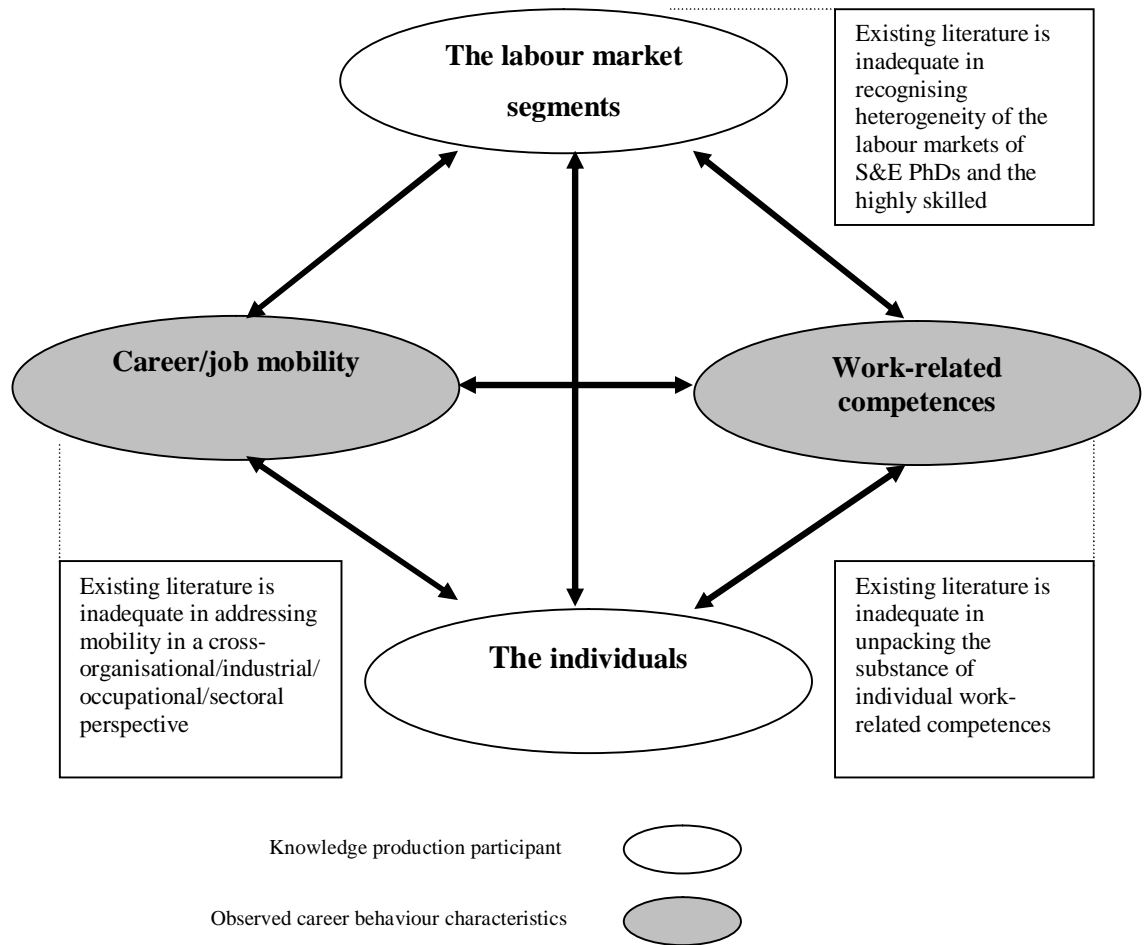 The labour market
segments
Existing literature is
inadequate in
recognising
heterogeneity of the
labour markets of
S&E PhDs and the
highly skilled
Career/job mobility
Work-related
competences
Existing literature is
inadequate in addressing
mobility in a cross-
organisational/industrial/
occupational/sectoral
perspective
The individuals
Existing literature is
inadequate in
unpacking the
substance of
individual work-
related competences
Knowledge production participant
Observed career behaviour characteristics